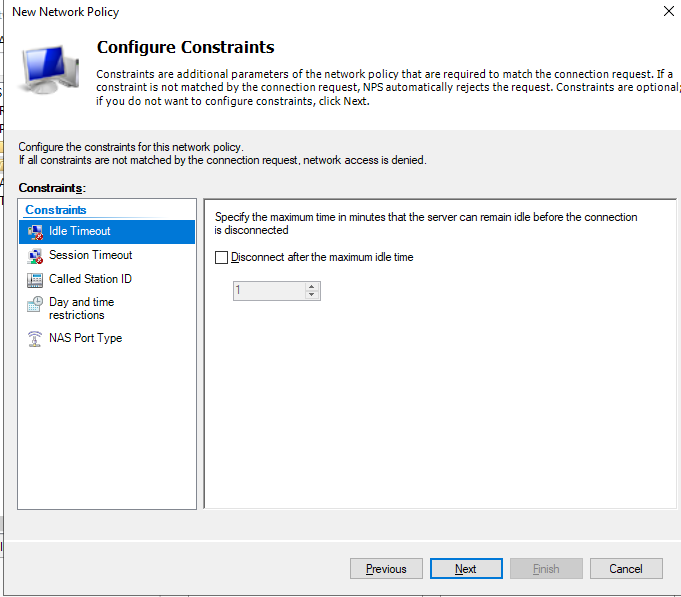 New Network Policy
Configure Constraints
Constraints are additional parameters of the network policy that are required to match the connection request. If a
constraint is not matched by the connection request, NPS automatically rejects the request. Constraints are optional;
if you do not want to configure constraints, click Next.
Configure the constraints for this network policy.
If all constraints are not matched by the connection request, network access is denied.
Constraints:
Constraints
Idle Timeout
Session Timeout
Called Station ID
Day and time
restrictions
NAS Port Type
Specify the maximum time in minutes that the server can remain idle before the connection
is disconnected
Disconnect after the maximum idle time
1
Previous
Next
Finish
Cancel